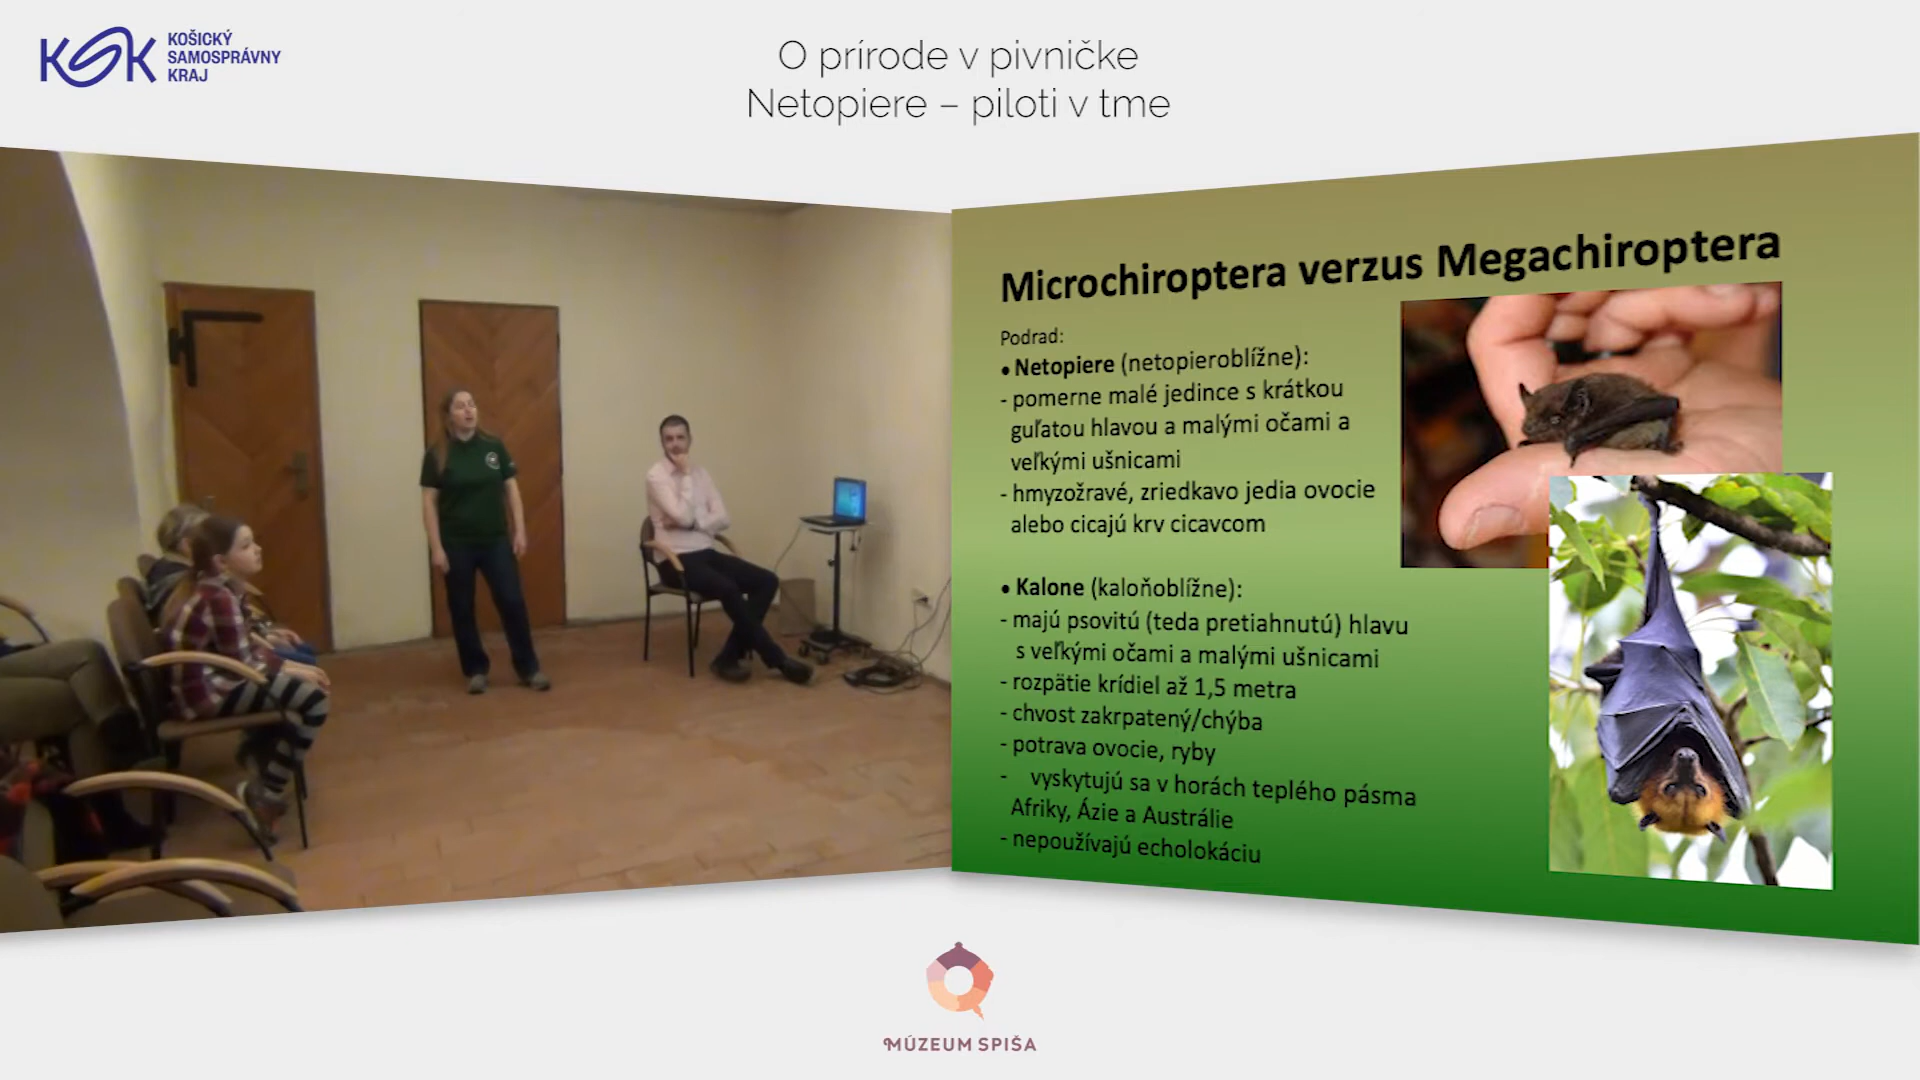 KSK KOŠICKÝ
SAMOSPRÁVNY
KRAJ
O prírode v pivničke
Netopiere – piloti v tme
Microchiroptera verzus Megachiroptera
Podrad:
• Netopiere (netopieroblížne):
- pomerne malé jedince s krátkou
guľatou hlavou a malými očami a
veľkými ušnicami
- hmyzožravé, zriedkavo jedia ovocie
alebo cicajú krv cicavcom
• Kalone (kaloňoblížne):
- majú psovitú (teda pretiahnutú) hlavu
s veľkými očami a malými ušnicami
- rozpätie krídiel až 1,5 metra
- chvost zakrpatený/chýba
- potrava ovocie, ryby
- vyskytujú sa v horách teplého pásma
Afriky, Ázie a Austrálie
- nepoužívajú echolokáciu
MÚZEUM SPIŠA